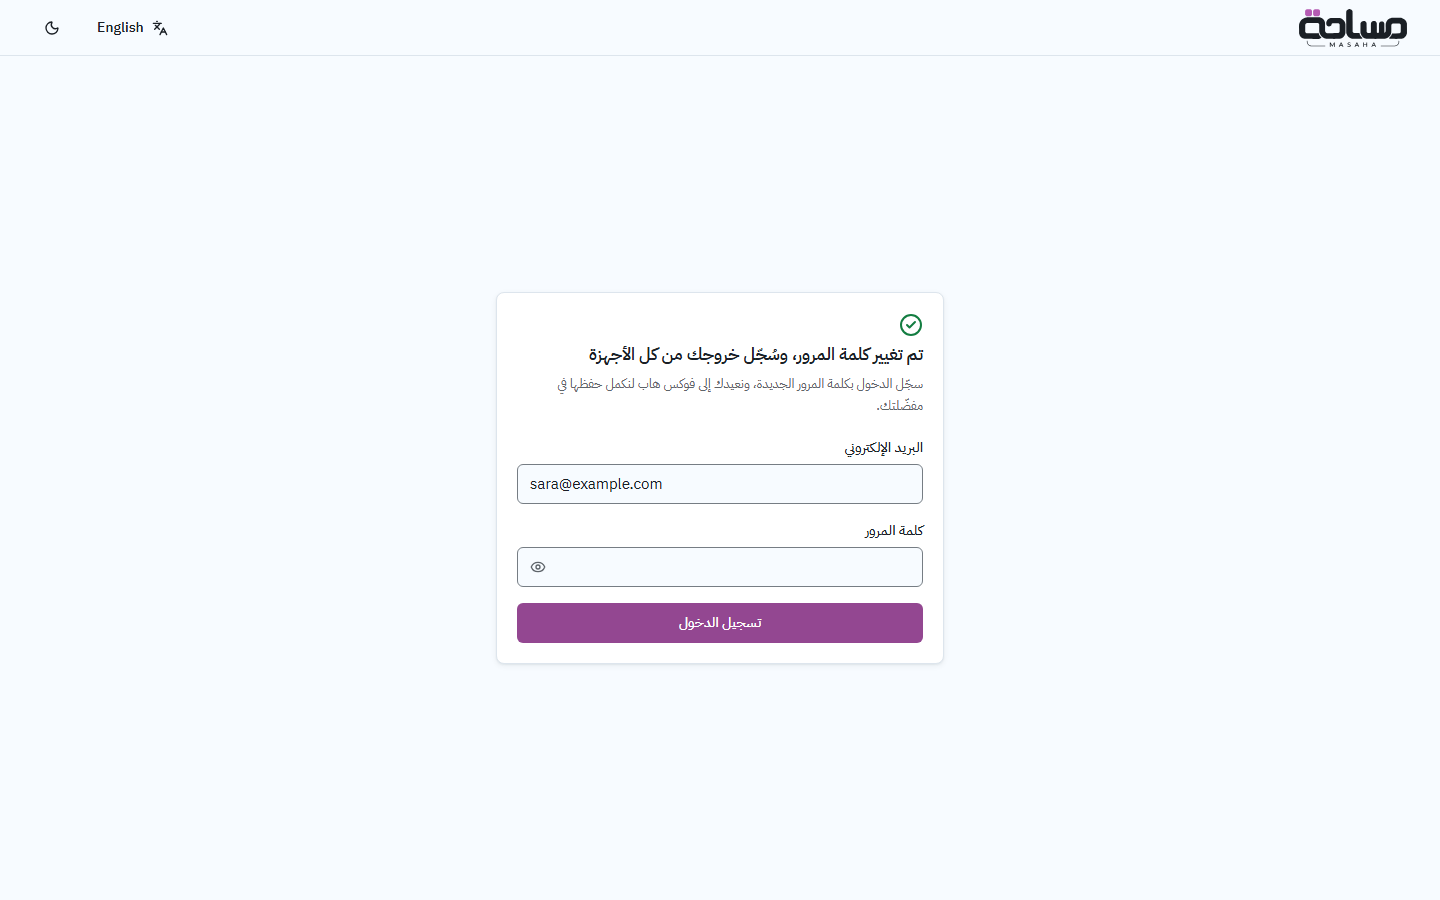 مساحة
MASAHA
English
تم تغيير كلمة المرور، وسُجّل خروجك من كل الأجهزة
سجّل الدخول بكلمة المرور الجديدة، ونعيدك إلى فوكس هاب لنكمل حفظها في
مفضّلتك.
البريد الإلكتروني
sara@example.com
كلمة المرور
تسجيل الدخول